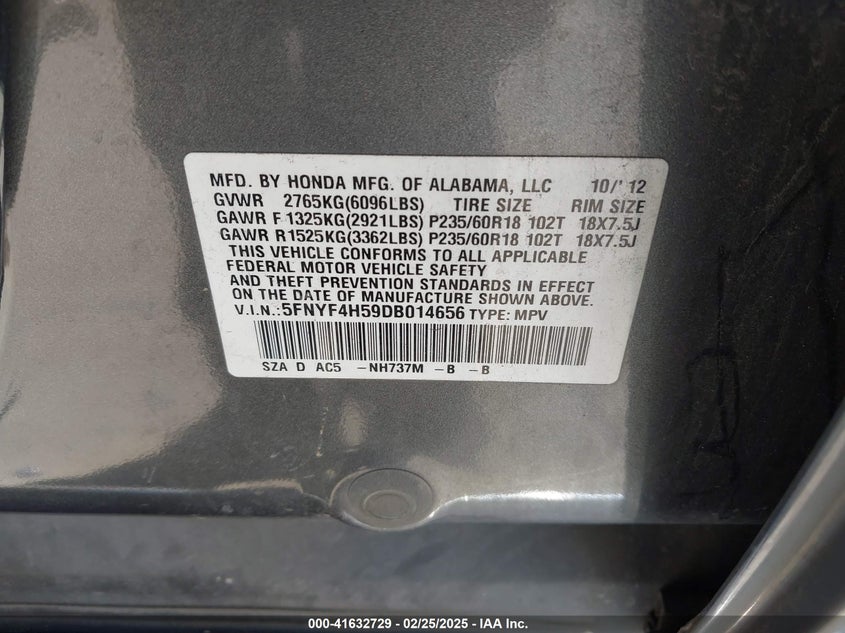 MFD. BY HONDA MFG. OF ALABAMA, LLC 10/'12
GVWR 2765KG(6096LBS) TIRE SIZE RIM SIZE
GAWR F 1325KG(2921LBS) P235/60R18 102T 18X7.5J
GAWR R1525KG(3362LBS) P235/60R18 102T 18X7.5J
THIS VEHICLE CONFORMS TO ALL APPLICABLE
FEDERAL MOTOR VEHICLE SAFETY
AND THEFT PREVENTION STANDARDS IN EFFECT
ON THE DATE OF MANUFACTURE SHOWN ABOVE.
V.I.N.:5FNYF4H59DB014656 TYPE: MPV
SZA D AC5 -NH737M -B -B
000-41632729 - 02/25/2025 - IAA Inc.